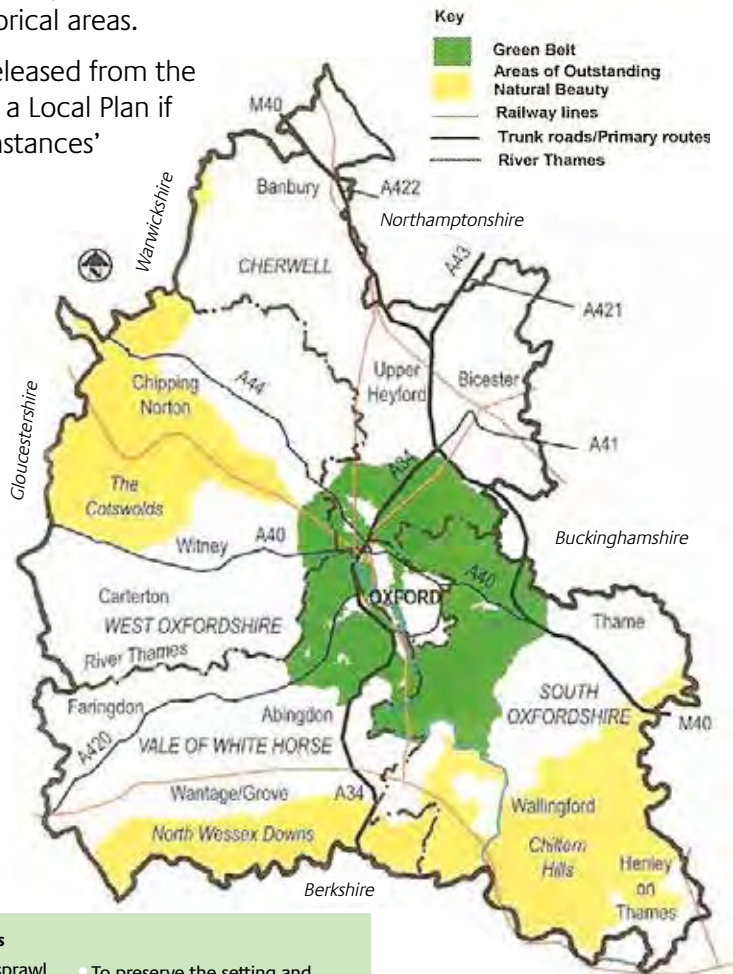 orical areas.
eleased from the
a Local Plan if
nstances’
Key
Green Belt
Areas of Outstanding
Natural Beauty
Railway lines
Trunk roads/Primary routes
River Thames
M40
Banbury
A422
Warwickshire
Northamptonshire
CHERWELL
A43
A421
Upper
Heyford
Bicester
Chipping
Norton
A44
A41
A34
Gloucestershire
The
Cotswolds
Buckinghamshire
Witney
A40
A40
Carterton
OXFORD
Thame
WEST OXFORDSHIRE
River Thames
SOUTH
OXFORDSHIRE
Faringdon
Abingdon
M40
A420
VALE OF WHITE HORSE
Wantage/Grove
A34
Wallingford
North Wessex Downs
Chiltern
Hills
Henley
on
Thames
Berkshire
s
sprawl
To preserve the setting and